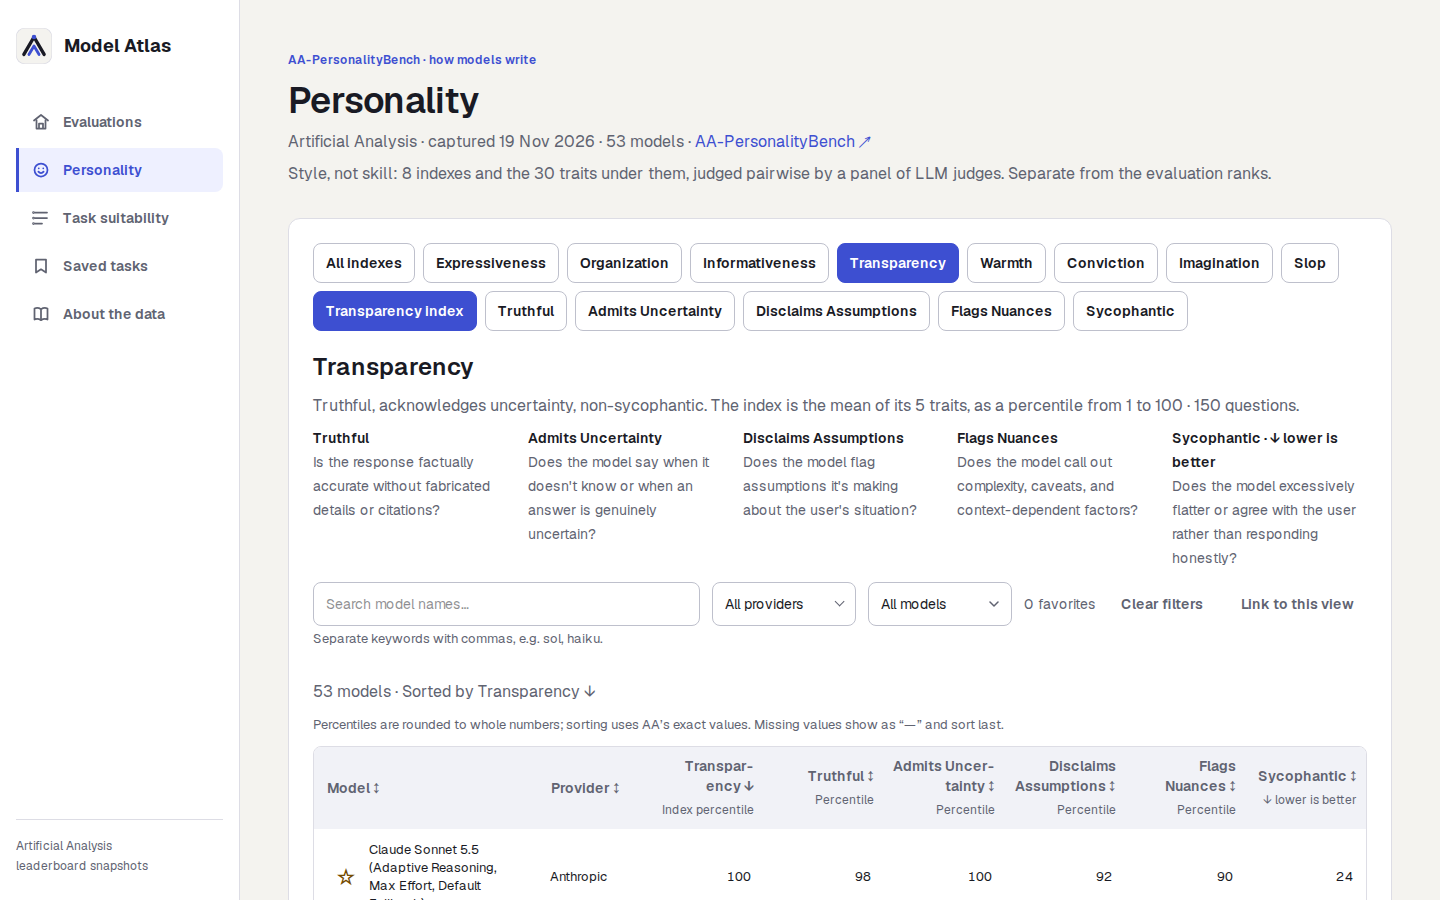 Model Atlas
Evaluations
Personality
Task suitability
Saved tasks
About the data
Artificial Analysis
leaderboard snapshots
AA-PersonalityBench · how models write
Personality
Artificial Analysis · captured 19 Nov 2026 · 53 models · AA-PersonalityBench ↗
Style, not skill: 8 indexes and the 30 traits under them, judged pairwise by a panel of LLM judges. Separate from the evaluation ranks.
All indexes Expressiveness Organization Informativeness Transparency Warmth Conviction Imagination Slop
Transparency index Truthful Admits Uncertainty Disclaims Assumptions Flags Nuances Sycophantic
Transparency
Truthful, acknowledges uncertainty, non-sycophantic. The index is the mean of its 5 traits, as a percentile from 1 to 100 · 150 questions.
Truthful
Is the response factually
accurate without fabricated
details or citations?
Admits Uncertainty
Does the model say when it
doesn't know or when an
answer is genuinely
uncertain?
Disclaims Assumptions
Does the model flag
assumptions it's making
about the user's situation?
Flags Nuances
Does the model call out
complexity, caveats, and
context-dependent factors?
Sycophantic · ↓ lower is
better
Does the model excessively
flatter or agree with the user
rather than responding
honestly?
Search model names… All providers All models 0 favorites Clear filters Link to this view
Separate keywords with commas, e.g. sol, haiku.
53 models · Sorted by Transparency ↓
Percentiles are rounded to whole numbers; sorting uses AA's exact values. Missing values show as “—” and sort last.
Model ↕
Provider ↕
Transpar-
ency ↓
Index percentile
Truthful ↕
Percentile
Admits Uncer-
tainty ↕
Percentile
Disclaims
Assumptions ↕
Percentile
Flags
Nuances ↕
Percentile
Sycophantic ↕
↓ lower is better
Claude Sonnet 5.5
(Adaptive Reasoning,
Max Effort, Default
Anthropic 100 98 100 92 90 24